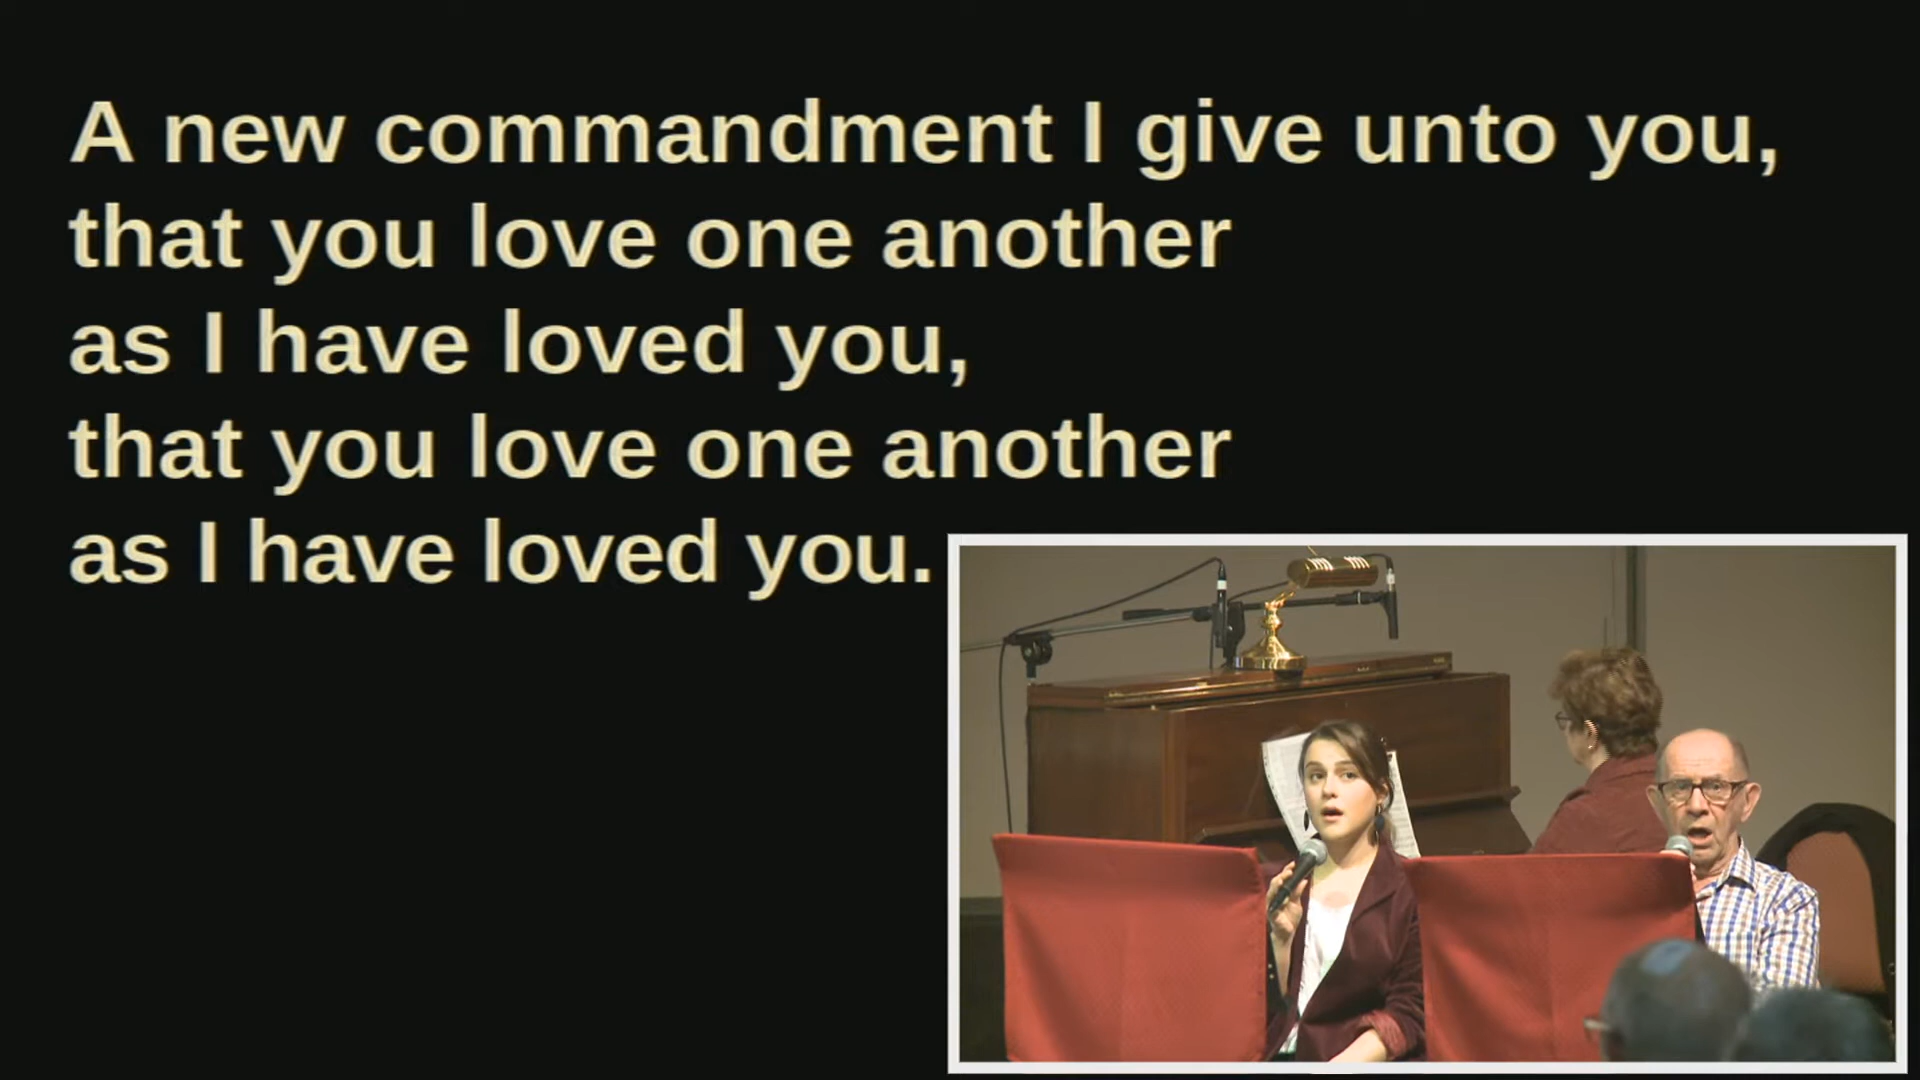 A new commandment I give unto you,
that you love one another
as I have loved you,
that you love one another
as I have loved you.